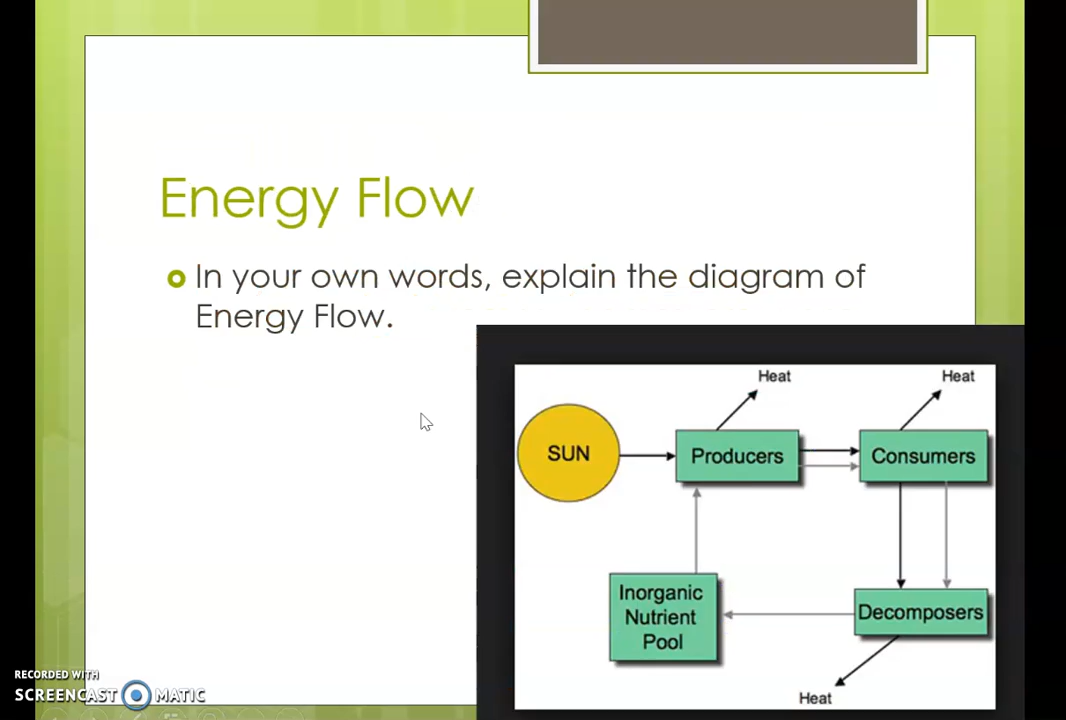 Energy Flow
In your own words, explain the diagram of
Energy Flow.
Heat
Heat
SUN
Producers
Consumers
Inorganic
Nutrient
Pool
Decomposers
Heat
RECORDED WITH
SCREENCAST MATIC